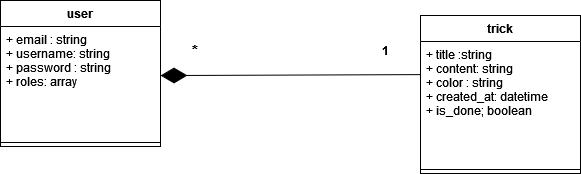 user
+ email : string
+ username: string
+ password : string
+ roles: array
*
1
trick
+ title :string
+ content: string
+ color : string
+ created_at: datetime
+ is_done; boolean